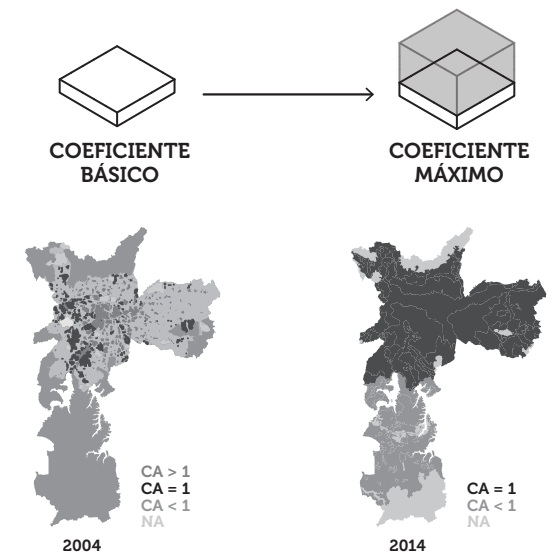 COEFICIENTE
BÁSICO
COEFICIENTE
MÁXIMO
CA > 1
CA = 1
CA < 1
NA
2004
CA = 1
CA < 1
NA
2014